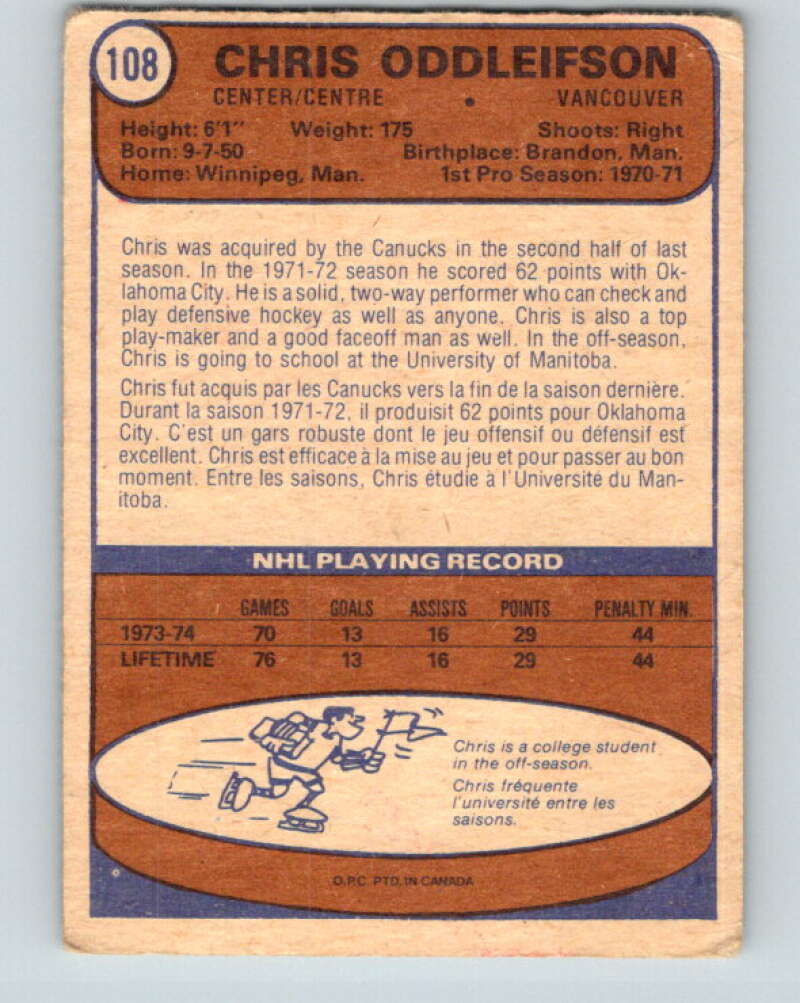 108
CHRIS ODDLEIFSON
CENTER/CENTRE • VANCOUVER
Height: 6'1" Weight: 175 Shoots: Right
Born: 9-7-50 Birthplace: Brandon, Man.
Home: Winnipeg, Man. 1st Pro Season: 1970-71
Chris was acquired by the Canucks in the second half of last
season. In the 1971-72 season he scored 62 points with Ok-
lahoma City. He is a solid, two-way performer who can check and
play defensive hockey as well as anyone. Chris is also a top
play-maker and a good faceoff man as well. In the off-season,
Chris is going to school at the University of Manitoba.
Chris fut acquis par les Canucks vers la fin de la saison dernière.
Durant la saison 1971-72, il produisit 62 points pour Oklahoma
City. C'est un gars robuste dont le jeu offensif ou défensif est
excellent. Chris est efficace à la mise au jeu et pour passer au bon
moment. Entre les saisons, Chris étudie à l'Université du Man-
itoba.
NHL PLAYING RECORD
GAMES GOALS ASSISTS POINTS PENALTY MIN.
1973-74 70 13 16 29 44
LIFETIME 76 13 16 29 44
Chris is a college student
in the off-season.
Chris fréquente
l'université entre les
saisons.
O.P.C. PTD. IN CANADA